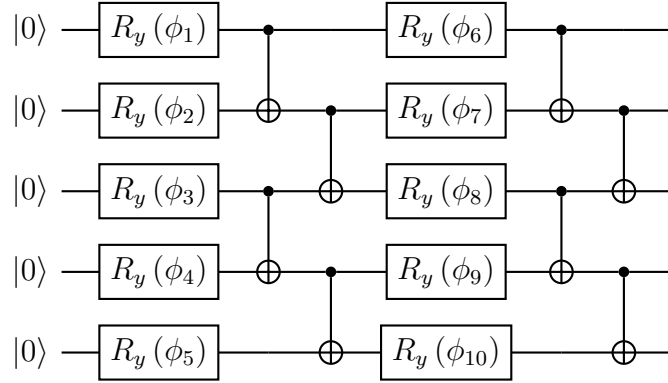 |0⟩ R_y (ϕ_1) R_y (ϕ_6)
|0⟩ R_y (ϕ_2) R_y (ϕ_7)
|0⟩ R_y (ϕ_3) R_y (ϕ_8)
|0⟩ R_y (ϕ_4) R_y (ϕ_9)
|0⟩ R_y (ϕ_5) R_y (ϕ_10)